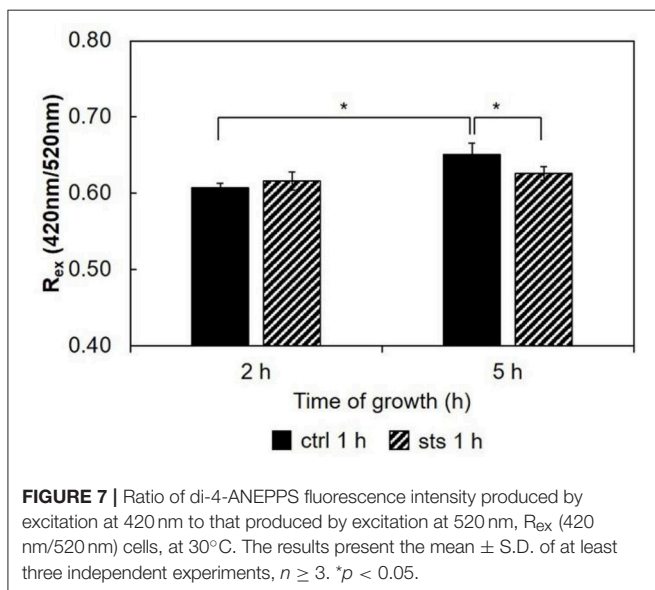 0.80
0.70
0.60
0.50
0.40
R_ex (420nm/520nm)
*
*
2 h
5 h
Time of growth (h)
ctrl 1 h
sts 1 h
FIGURE 7 | Ratio of di-4-ANEPPS fluorescence intensity produced by
excitation at 420 nm to that produced by excitation at 520 nm, R_ex (420
nm/520 nm) cells, at 30°C. The results present the mean ± S.D. of at least
three independent experiments, n ≥ 3. *p < 0.05.